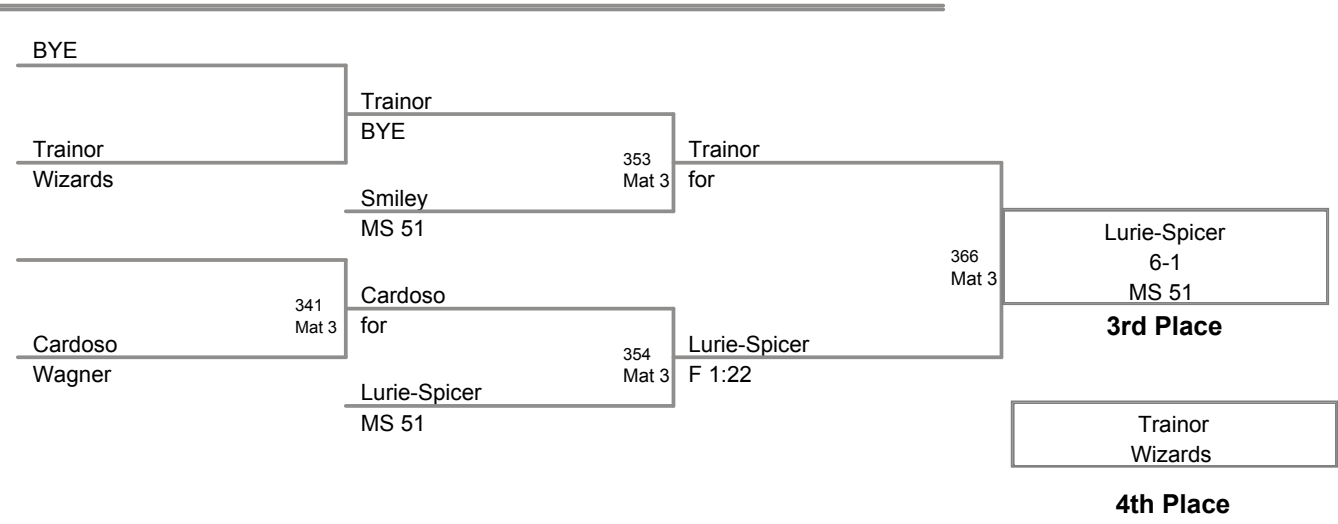 BYE
Trainor
Wizards
Cardoso
Wagner
341
Mat 3
Trainor
BYE
Smiley
MS 51
Cardoso
for
Lurie-Spicer
MS 51
353
Mat 3
354
Mat 3
Trainor
for
Lurie-Spicer
F 1:22
366
Mat 3
Lurie-Spicer
6-1
MS 51
3rd Place
Trainor
Wizards
4th Place